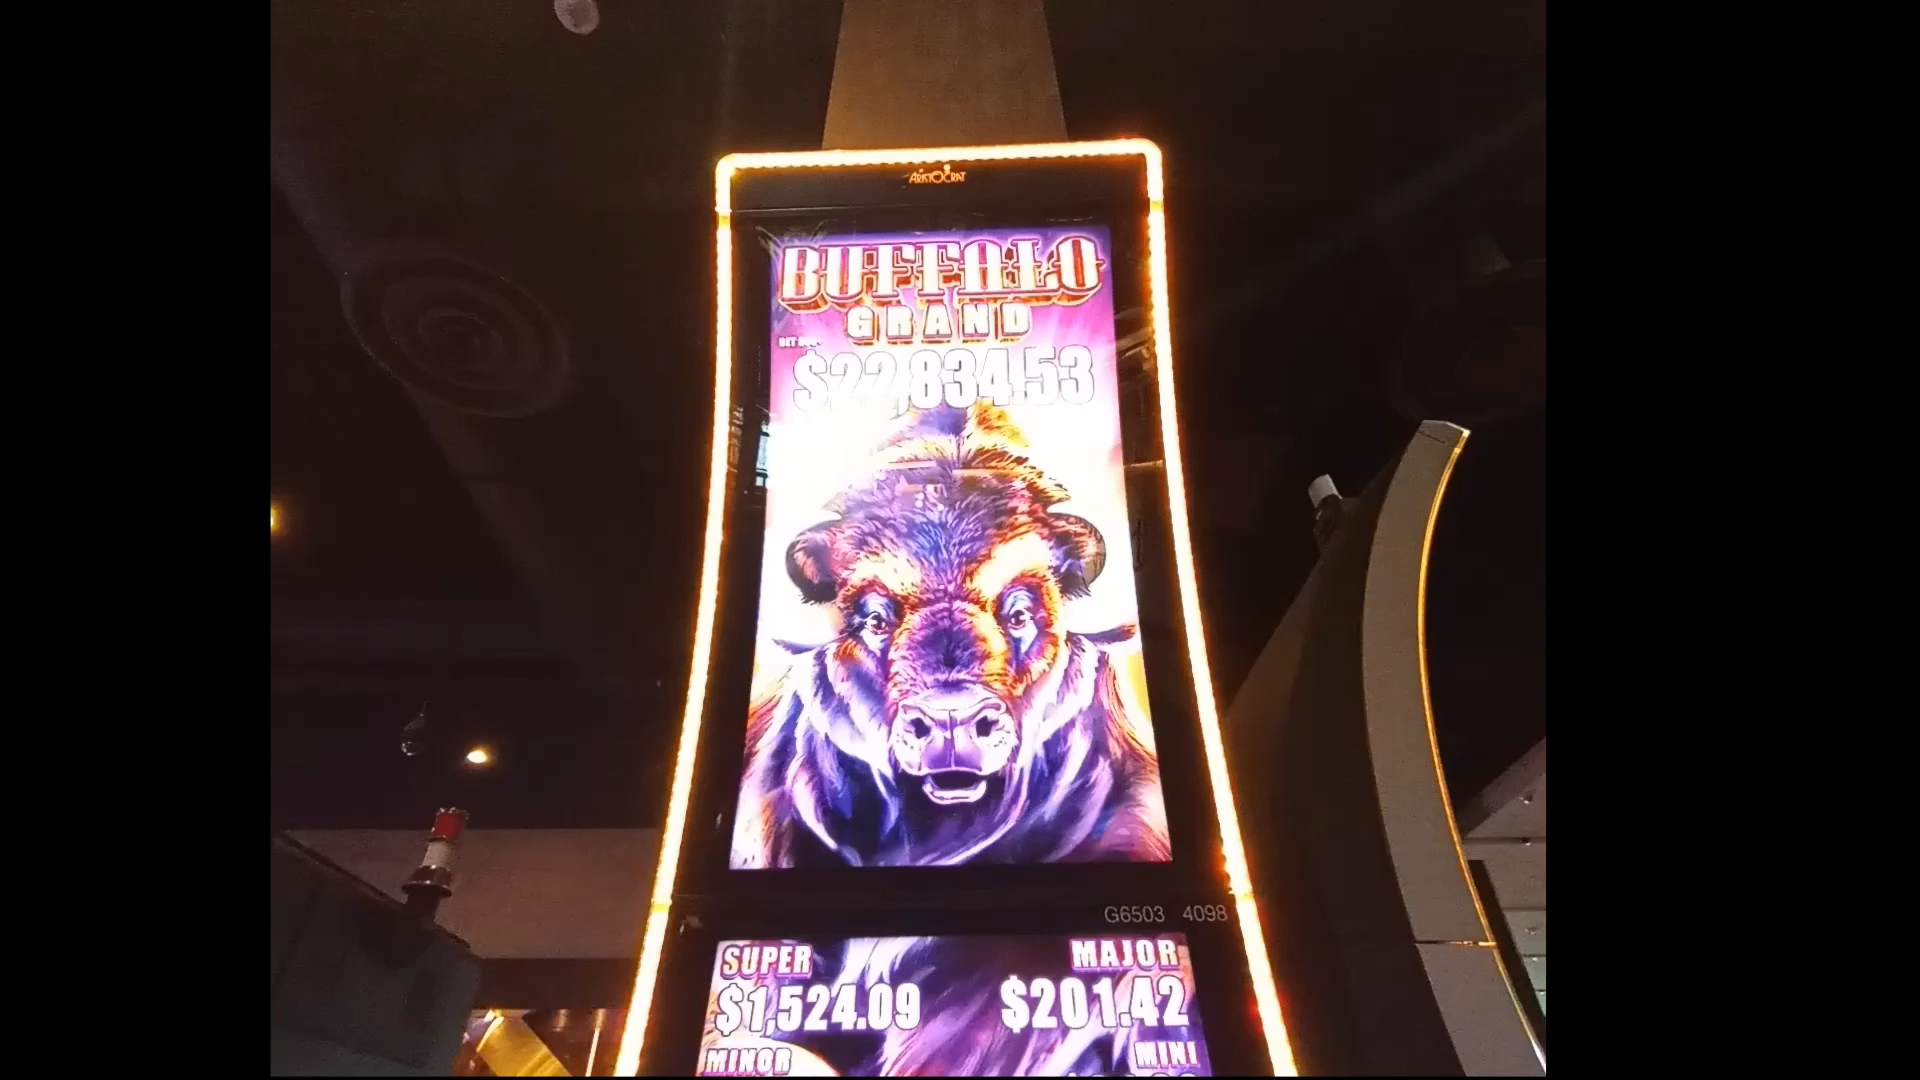 ARISTOCRAT
BUFFALO
GRAND
$22,834.53
G6503 4098
SUPER MAJOR
$1,524.09 $201.42
MINOR MINI